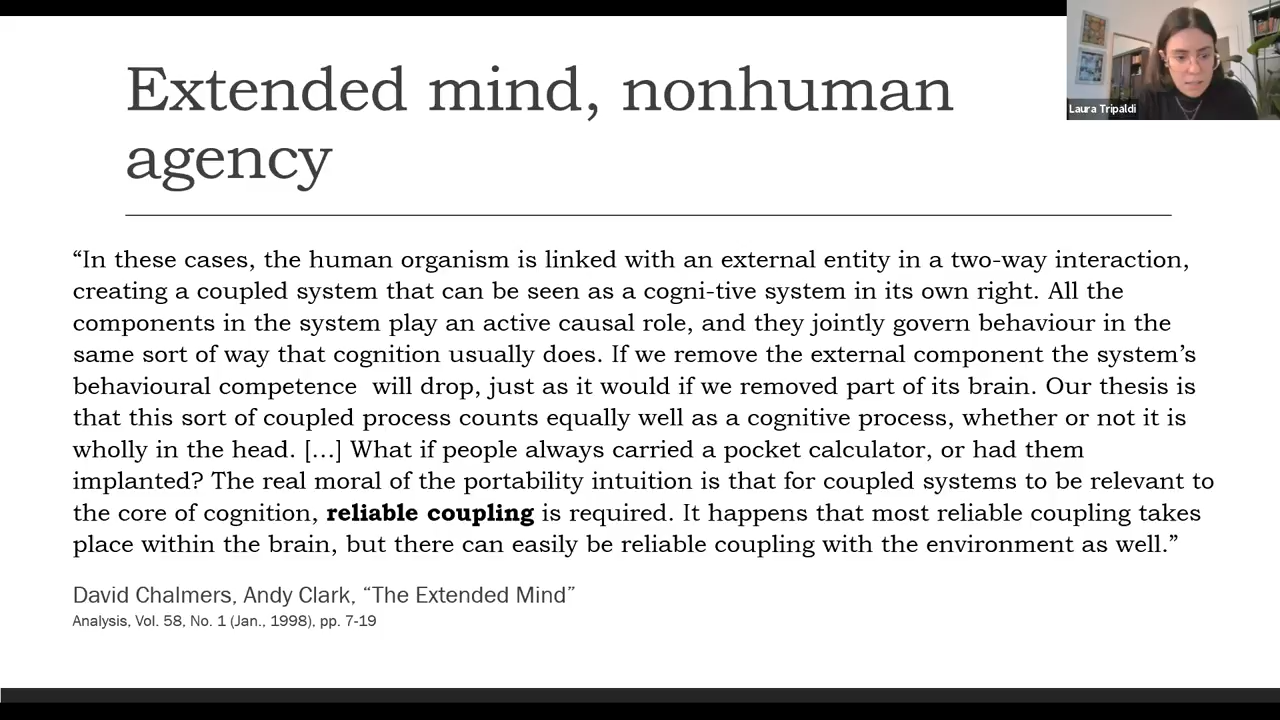 Extended mind, nonhuman
agency
Laura Tripaldi
“In these cases, the human organism is linked with an external entity in a two-way interaction,
creating a coupled system that can be seen as a cogni-tive system in its own right. All the
components in the system play an active causal role, and they jointly govern behaviour in the
same sort of way that cognition usually does. If we remove the external component the system’s
behavioural competence  will drop, just as it would if we removed part of its brain. Our thesis is
that this sort of coupled process counts equally well as a cognitive process, whether or not it is
wholly in the head. […] What if people always carried a pocket calculator, or had them
implanted? The real moral of the portability intuition is that for coupled systems to be relevant to
the core of cognition, reliable coupling is required. It happens that most reliable coupling takes
place within the brain, but there can easily be reliable coupling with the environment as well.”
David Chalmers, Andy Clark, “The Extended Mind”
Analysis, Vol. 58, No. 1 (Jan., 1998), pp. 7-19